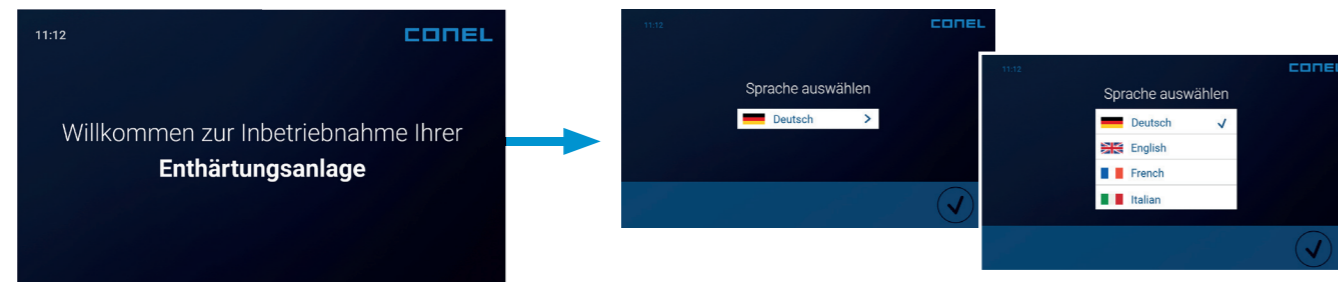 11:12
CONEL
Willkommen zur Inbetriebnahme Ihrer
Enthärtungsanlage
11:12
CONEL
Sprache auswählen
Deutsch
11:12
CONEL
Sprache auswählen
Deutsch
English
French
Italian